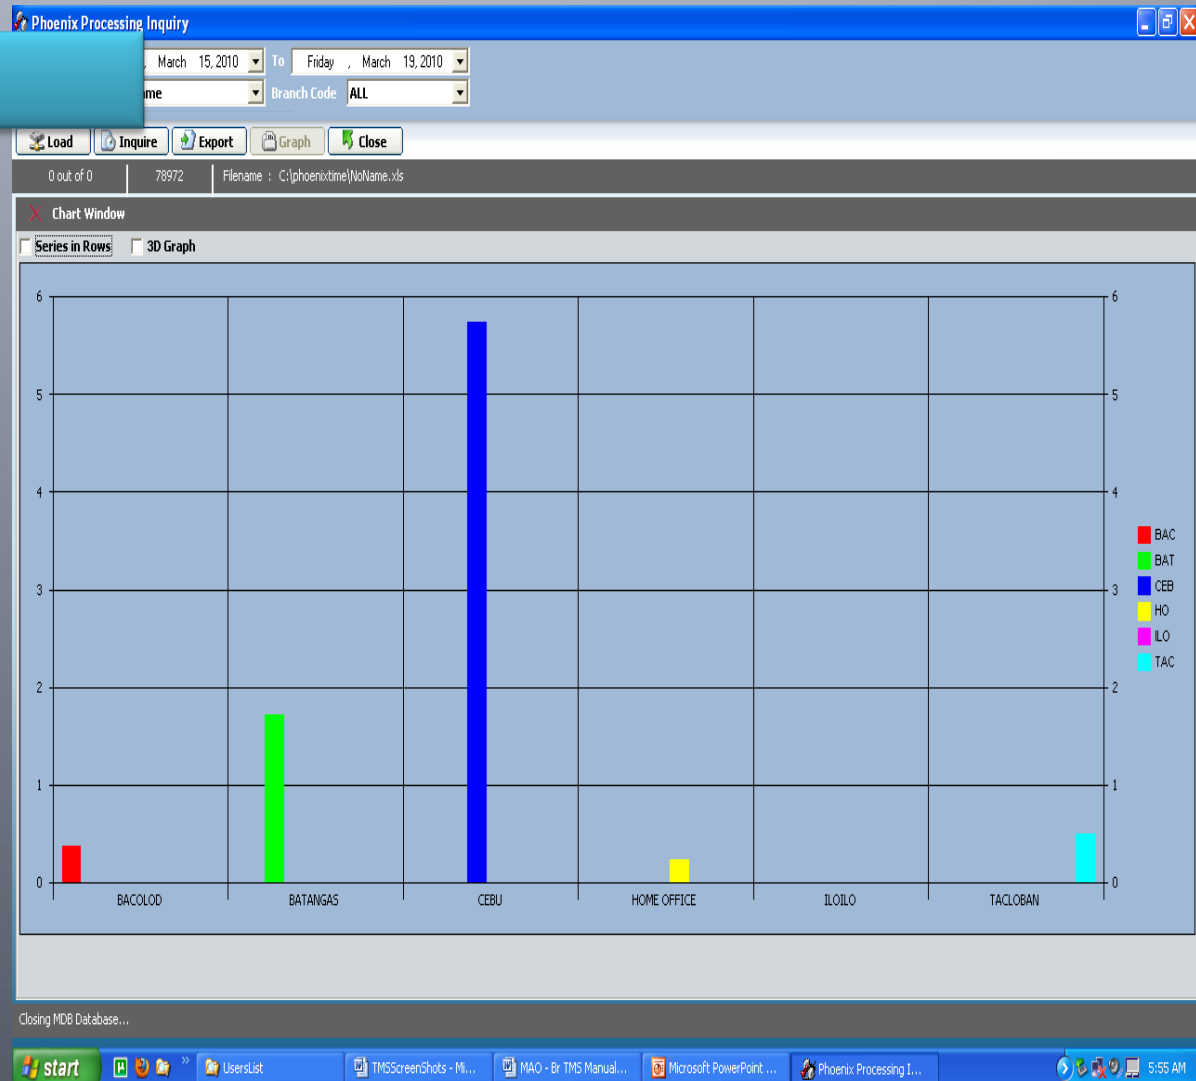 Phoenix Processing Inquiry
, March 15, 2010 To Friday , March 19, 2010
me Branch Code ALL
Load Inquire Export Graph Close
0 out of 0 78972 Filename : C:\phoenixtime\NoName.xls
X Chart Window
Series in Rows 3D Graph
6 6
5 5
4 4
BAC
BAT
3 3 CEB
HO
ILO
TAC
2 2
1 1
0 0
BACOLOD BATANGAS CEBU HOME OFFICE ILOILO TACLOBAN
Closing MDB Database...
start UsersList TMSScreenShots - Mi... MAO - Br TMS Manual... Microsoft PowerPoint ... Phoenix Processing I... 5:55 AM